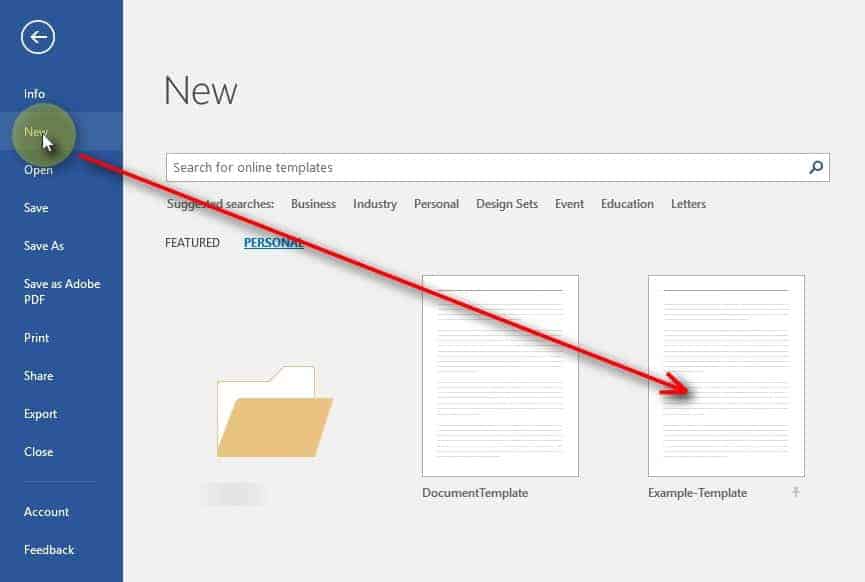 Info
New
Open
Save
Save As
Save as Adobe
PDF
Print
Share
Export
Close
Account
Feedback
New
Search for online templates
Suggested searches: Business Industry Personal Design Sets Event Education Letters
FEATURED PERSONAL
DocumentTemplate Example-Template